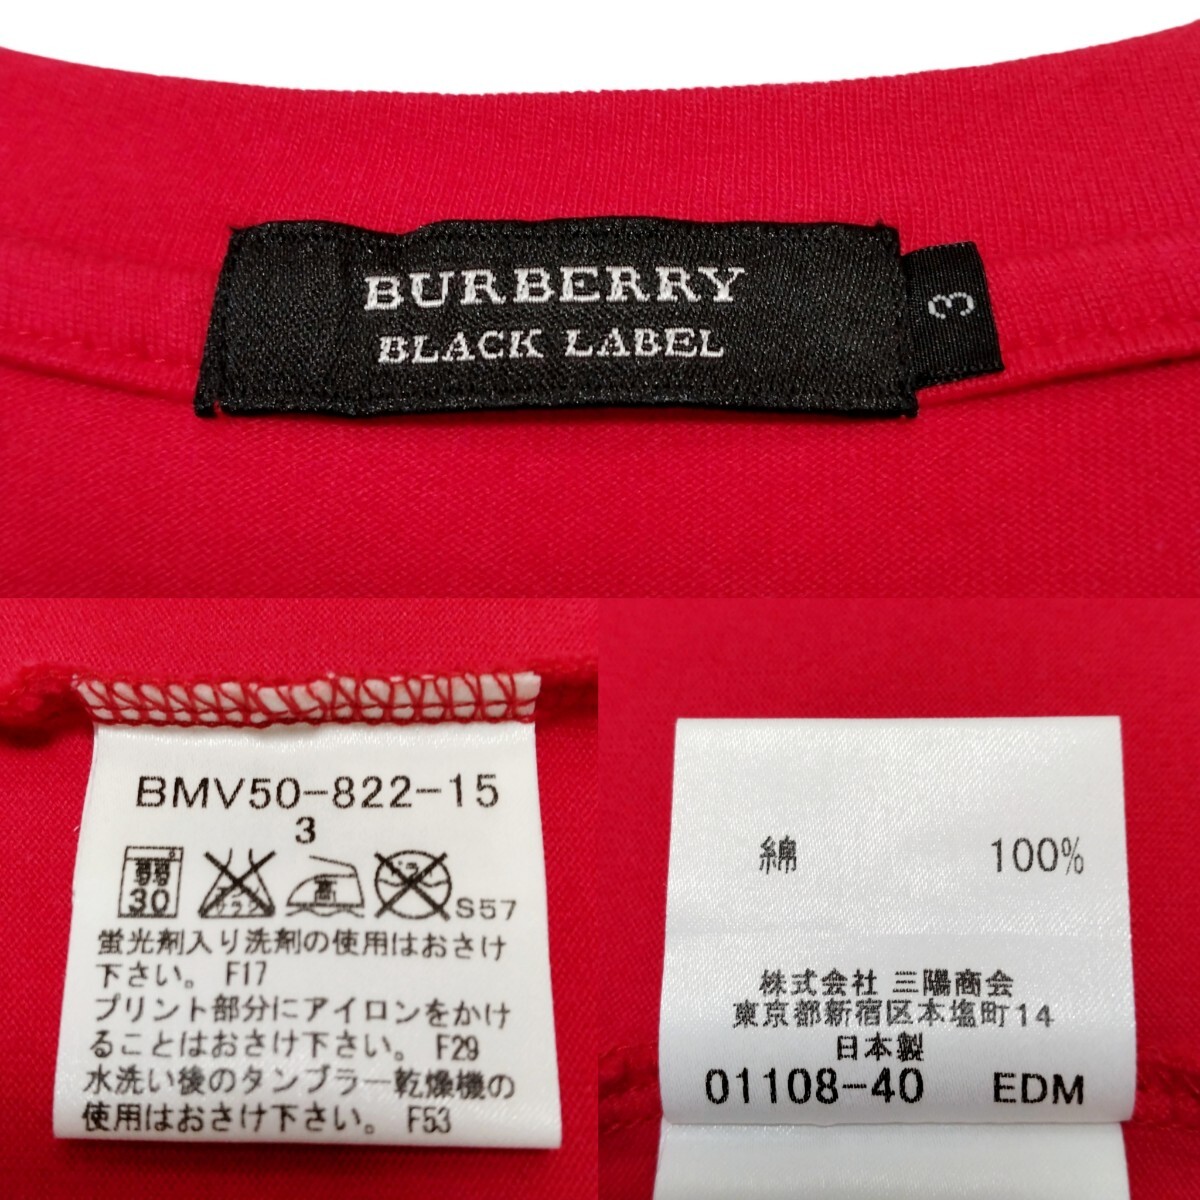 BURBERRY
BLACK LABEL
3
BMV50-822-15
3
30
高
S57
蛍光剤入り洗剤の使用はおさけ
下さい。F17
プリント部分にアイロンをかけ
ることはおさけ下さい。F29
水洗い後のタンブラー乾燥機の
使用はおさけ下さい。F53
綿 100%
株式会社 三陽商会
東京都新宿区本塩町14
日本製
01108-40 EDM